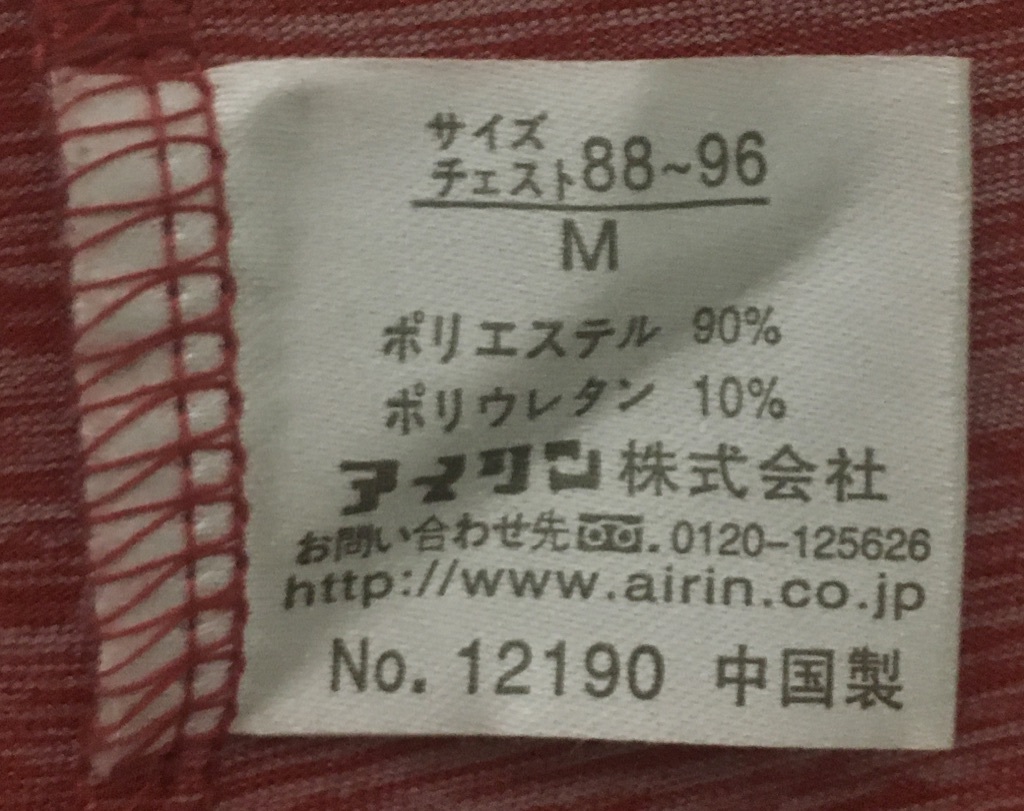 サイズ
チェスト88~96
M
ポリエステル 90%
ポリウレタン 10%
アイリン株式会社
お問い合わせ先 .0120-125626
http://www.airin.co.jp
No. 12190 中国製